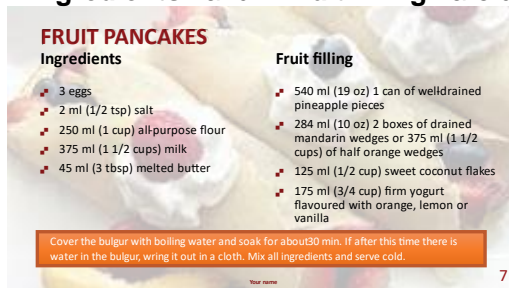 FRUIT PANCAKES
Ingredients
3 eggs
2 ml (1/2 tsp) salt
250 ml (1 cup) all-purpose flour
375 ml (1 1/2 cups) milk
45 ml (3 tbsp) melted butter
Fruit filling
540 ml (19 oz) 1 can of well-drained
pineapple pieces
284 ml (10 oz) 2 boxes of drained
mandarin wedges or 375 ml (1 1/2
cups) of half orange wedges
125 ml (1/2 cup) sweet coconut flakes
175 ml (3/4 cup) firm yogurt
flavoured with orange, lemon or
vanilla
Cover the bulgur with boiling water and soak for about30 min. If after this time there is
water in the bulgur, wring it out in a cloth. Mix all ingredients and serve cold.
Your name
7